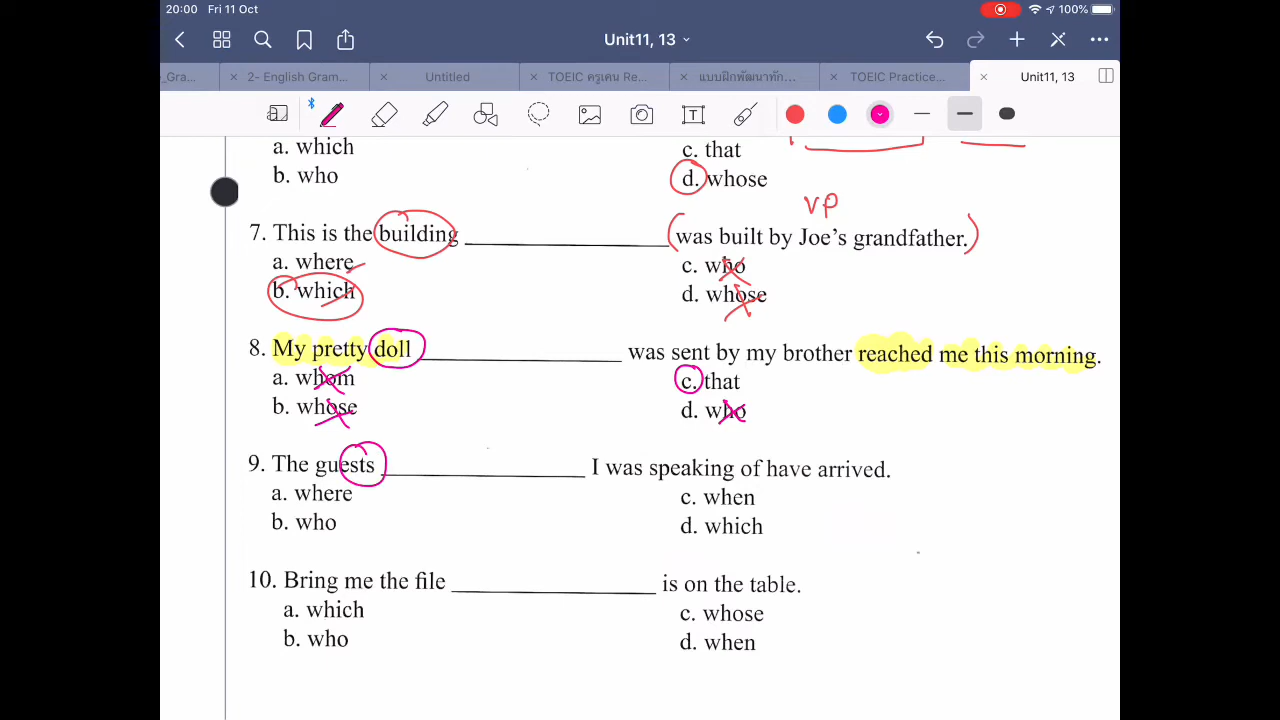 20:00 Fri 11 Oct 100%
Unit11, 13
_Gra... 2- English Gram... Untitled TOEIC ครูเคน Re... แบบฝึกพัฒนาทัก... TOEIC Practice... Unit11, 13
a. which c. that
b. who d. whose
VP
7. This is the building ____________ was built by Joe's grandfather.
a. where c. who
b. which d. whose
8. My pretty doll ____________ was sent by my brother reached me this morning.
a. whom c. that
b. whose d. who
9. The guests ____________ I was speaking of have arrived.
a. where c. when
b. who d. which
10. Bring me the file ____________ is on the table.
a. which c. whose
b. who d. when